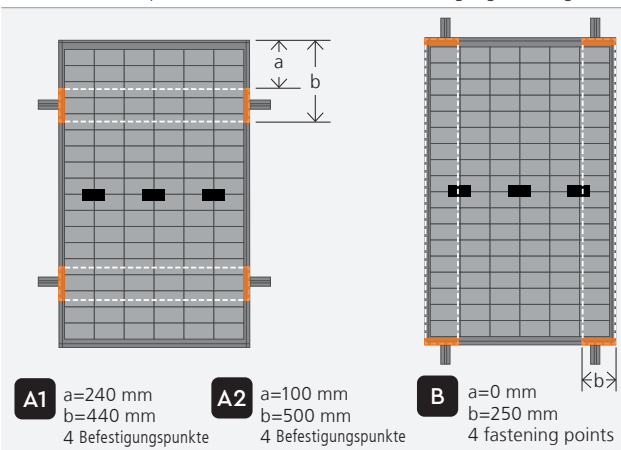 a
b
b
A1
a=240 mm
b=440 mm
4 Befestigungspunkte
A2
a=100 mm
b=500 mm
4 Befestigungspunkte
B
a=0 mm
b=250 mm
4 fastening points